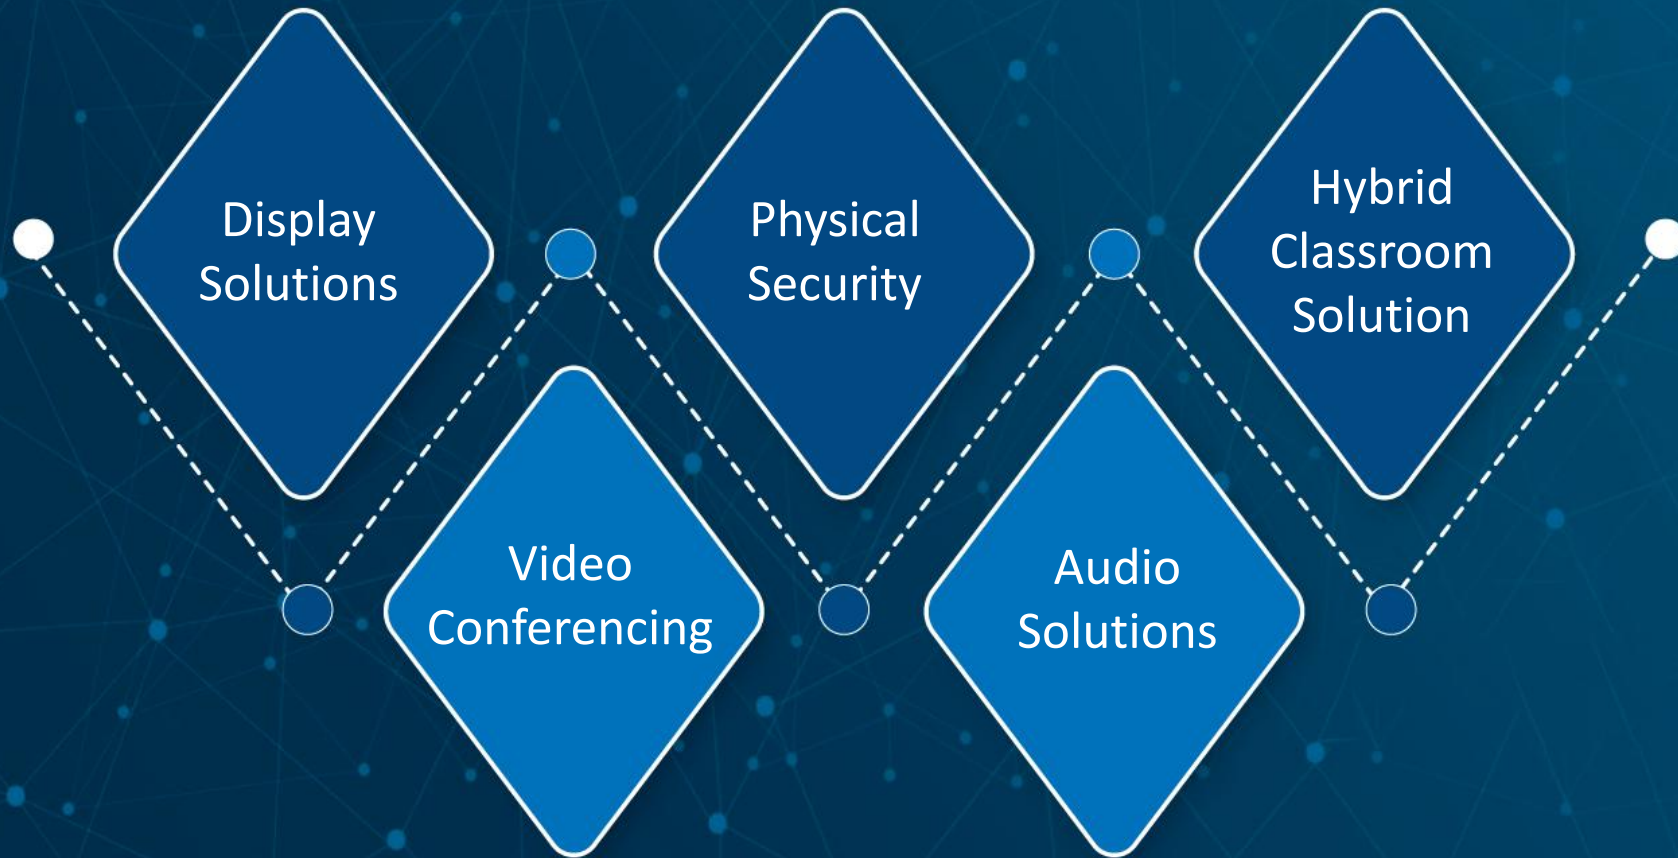 Display
Solutions
Physical
Security
Hybrid
Classroom
Solution
Video
Conferencing
Audio
Solutions